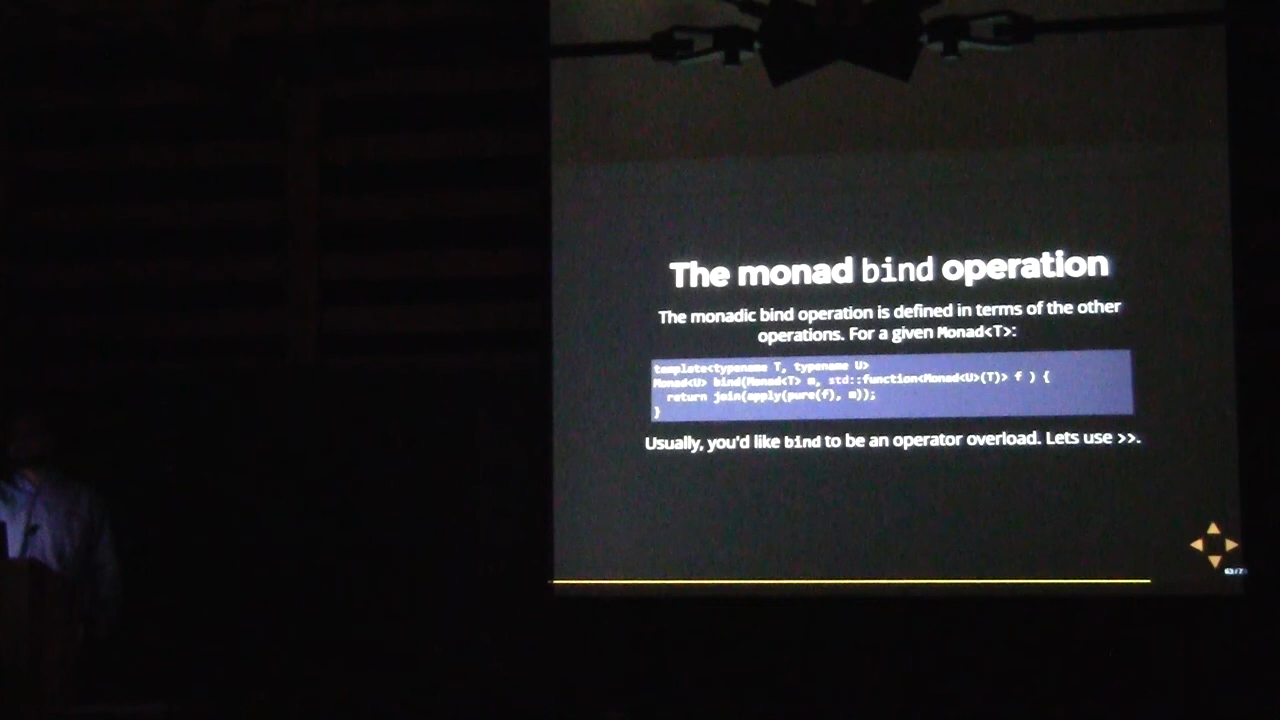 The monad bind operation
The monadic bind operation is defined in terms of the other
operations. For a given Monad<T>:
template<typename T, typename U>
Monad<U> bind(Monad<T> m, std::function<Monad<U>(T)> f ) {
return join(apply(pure(f), m));
}
Usually, you'd like bind to be an operator overload. Lets use >>.